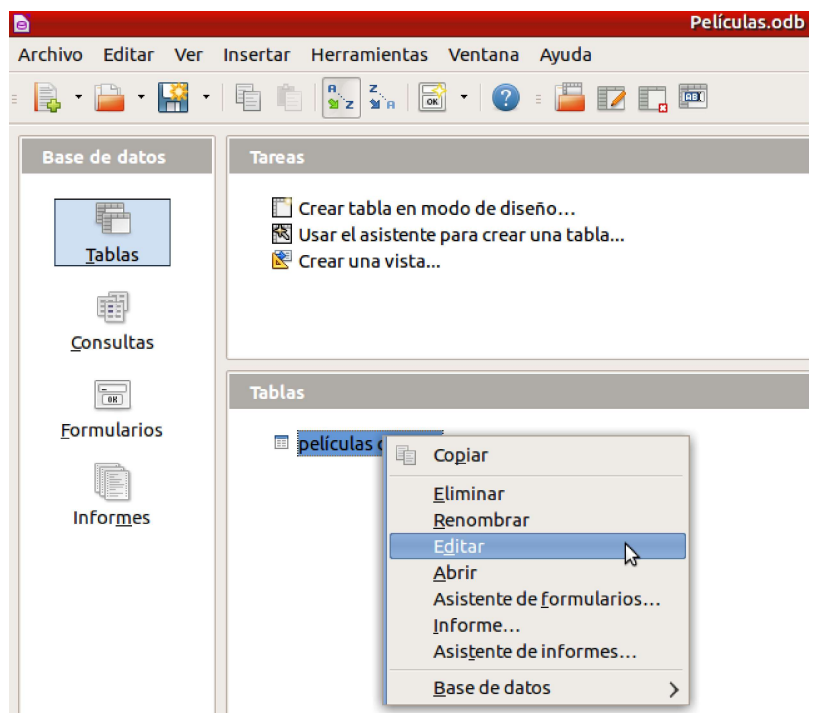 Películas.odb
Archivo Editar Ver Insertar Herramientas Ventana Ayuda
Base de datos
Tablas
Consultas
Formularios
Informes
Tareas
Crear tabla en modo de diseño...
Usar el asistente para crear una tabla...
Crear una vista...
Tablas
películas
Copiar
Eliminar
Renombrar
Editar
Abrir
Asistente de formularios...
Informe...
Asistente de informes...
Base de datos